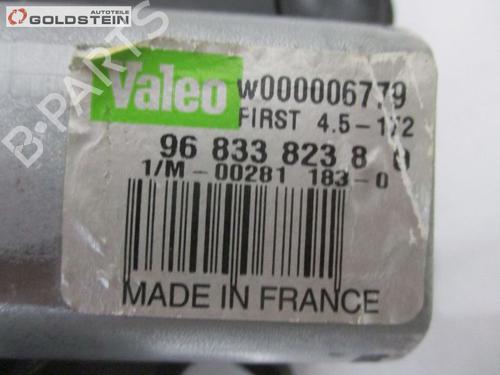 AUTOTEILE
GOLDSTEIN
Valeo
W000006779
FIRST 4.5-172
96 833 823 8 0
1/M-00281 183-0
MADE IN FRANCE